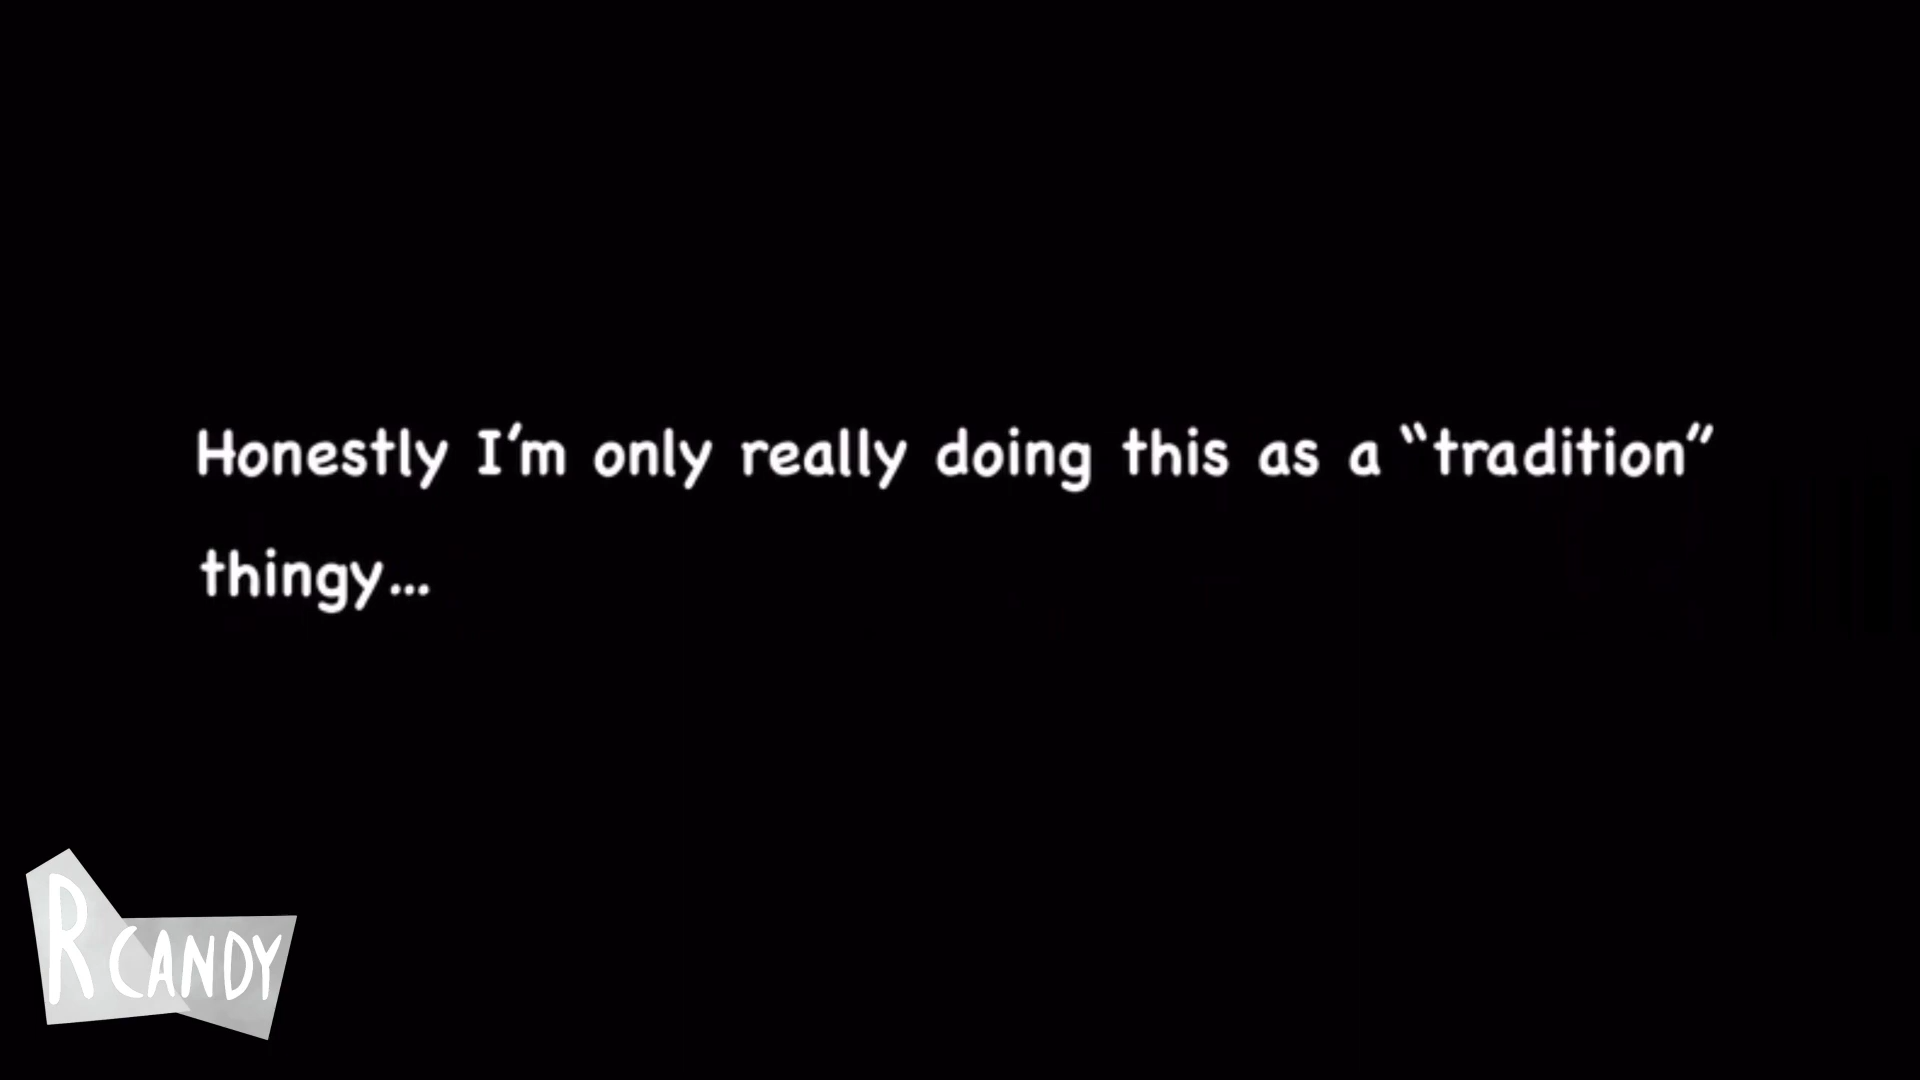 Honestly I’m only really doing this as a “tradition”
thingy...
RCANDY